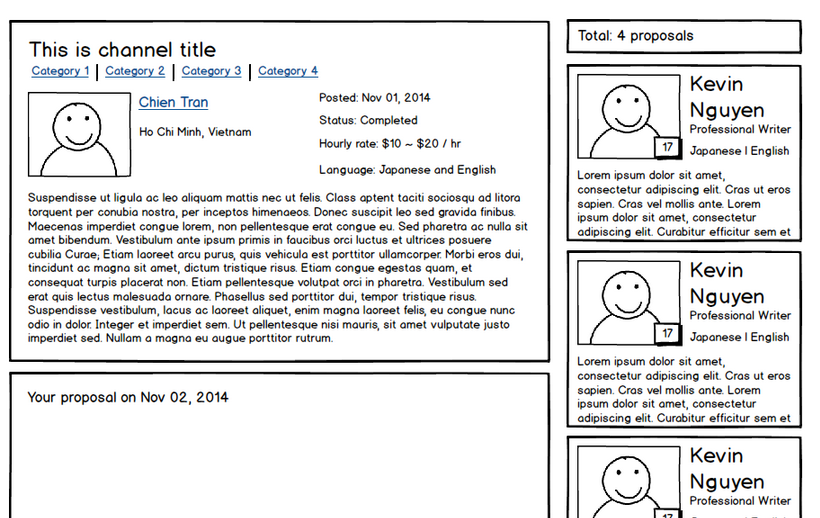 This is channel title
Category 1 | Category 2 | Category 3 | Category 4
Chien Tran
Ho Chi Minh, Vietnam
Posted: Nov 01, 2014
Status: Completed
Hourly rate: $10 ~ $20 / hr
Language: Japanese and English
Suspendisse ut ligula ac leo aliquam mattis nec ut felis. Class aptent taciti sociosqu ad litora
torquent per conubia nostra, per inceptos himenaeos. Donec suscipit leo sed gravida finibus.
Maecenas imperdiet congue lorem, non pellentesque erat congue eu. Sed pharetra ac nulla sit
amet bibendum. Vestibulum ante ipsum primis in faucibus orci luctus et ultrices posuere
cubilia Curae; Etiam laoreet arcu purus, quis vehicula est porttitor ullamcorper. Morbi eros dui,
tincidunt ac magna sit amet, dictum tristique risus. Etiam congue egestas quam, et
consequat turpis placerat non. Etiam pellentesque volutpat orci in pharetra. Vestibulum sed
erat quis lectus malesuada ornare. Phasellus sed porttitor dui, tempor tristique risus.
Suspendisse vestibulum, lacus ac laoreet aliquet, enim magna laoreet felis, eu congue nunc
odio in dolor. Integer et imperdiet sem. Ut pellentesque nisi mauris, sit amet vulputate justo
imperdiet sed. Nullam a magna eu augue porttitor rutrum.
Your proposal on Nov 02, 2014
Total: 4 proposals
Kevin
Nguyen
Professional Writer
17
Japanese | English
Lorem ipsum dolor sit amet,
consectetur adipiscing elit. Cras ut eros
sapien. Cras vel mollis ante. Lorem
ipsum dolor sit amet, consectetur
adipiscing elit. Curabitur efficitur sem et
Kevin
Nguyen
Professional Writer
17
Japanese | English
Lorem ipsum dolor sit amet,
consectetur adipiscing elit. Cras ut eros
sapien. Cras vel mollis ante. Lorem
ipsum dolor sit amet, consectetur
adipiscing elit. Curabitur efficitur sem et
Kevin
Nguyen
Professional Writer
17